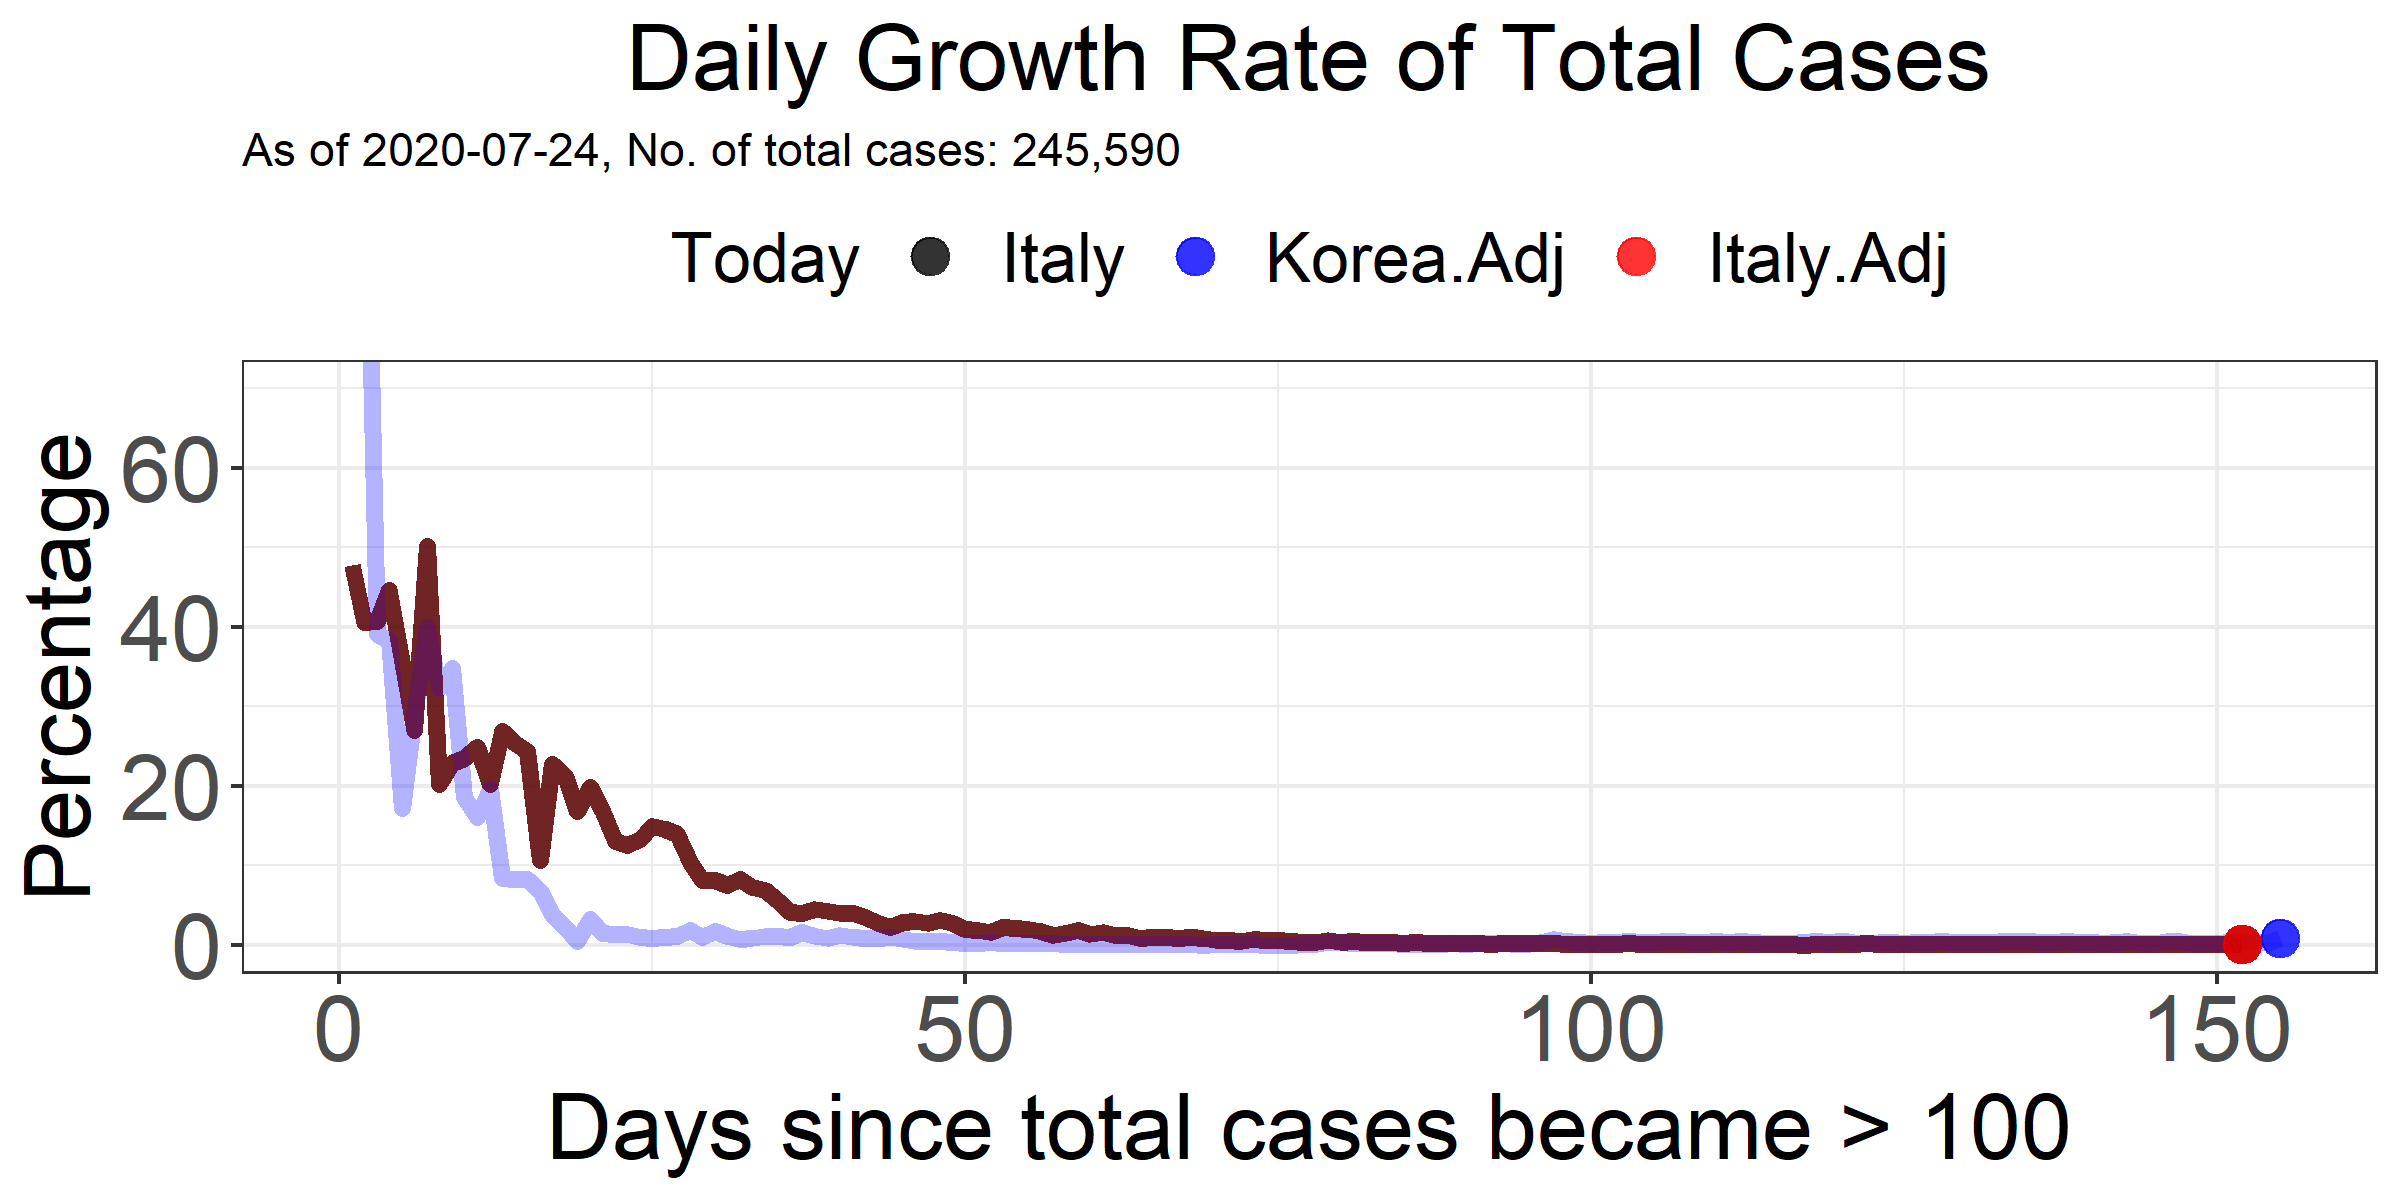 Daily Growth Rate of Total Cases
As of 2020-07-24, No. of total cases: 245,590
Today Italy Korea.Adj Italy.Adj
Percentage
60
40
20
0
0 50 100 150
Days since total cases became > 100